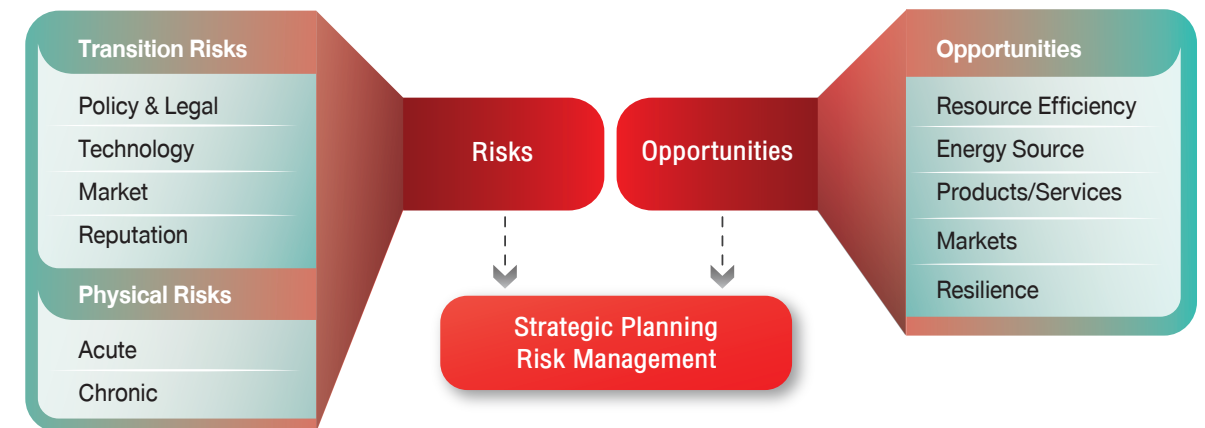 Transition Risks
Policy & Legal
Technology
Market
Reputation
Physical Risks
Acute
Chronic
Risks
Opportunities
Strategic Planning
Risk Management
Opportunities
Resource Efficiency
Energy Source
Products/Services
Markets
Resilience